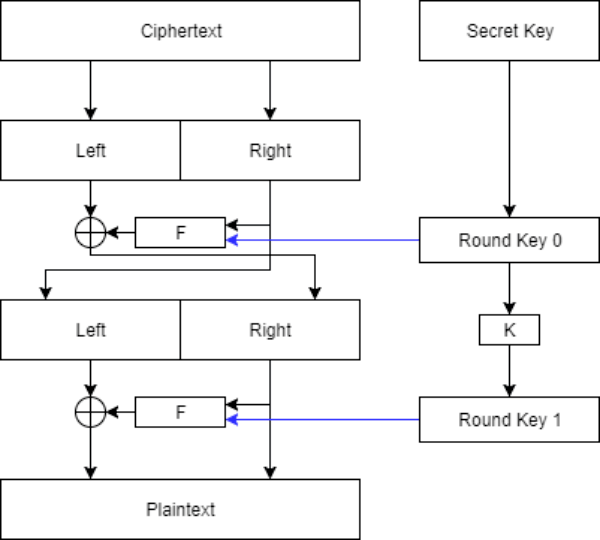 Ciphertext
Secret Key
Left
Right
F
Round Key 0
Left
Right
K
F
Round Key 1
Plaintext